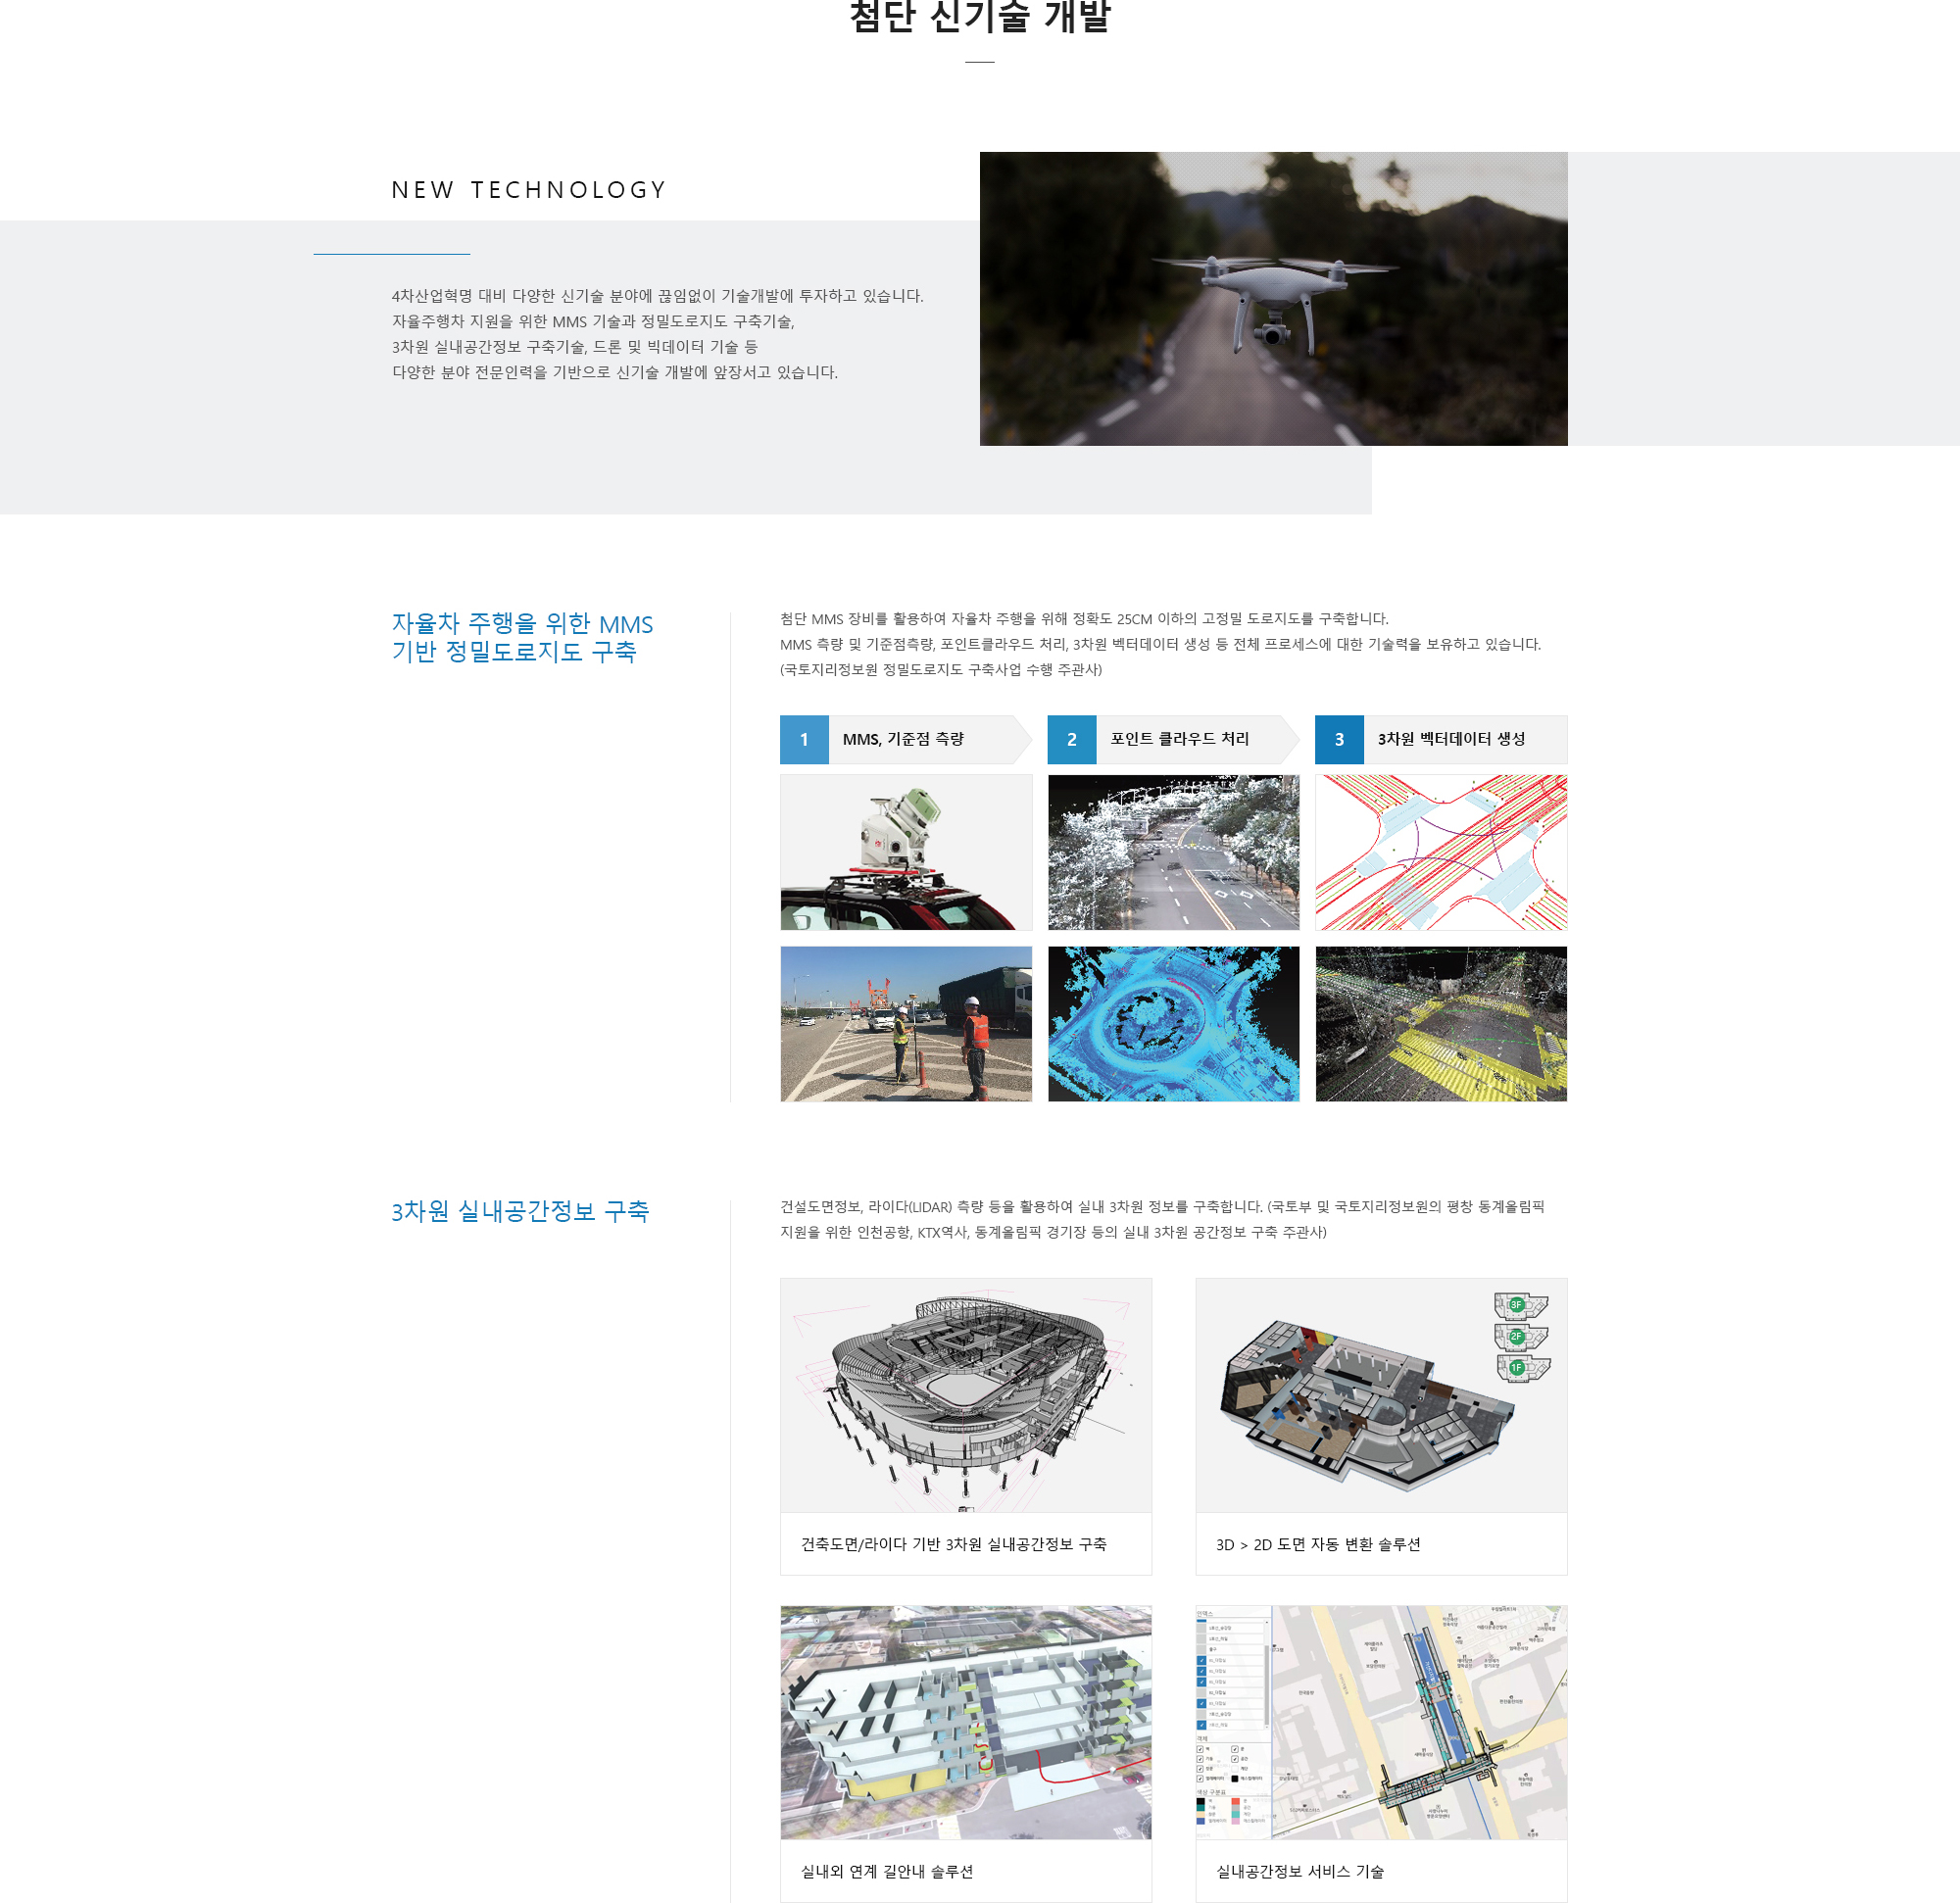 첨단 신기술 개발
NEW TECHNOLOGY
4차산업혁명 대비 다양한 신기술 분야에 끊임없이 기술개발에 투자하고 있습니다.
자율주행차 지원을 위한 MMS 기술과 정밀도로지도 구축기술,
3차원 실내공간정보 구축기술, 드론 및 빅데이터 기술 등
다양한 분야 전문인력을 기반으로 신기술 개발에 앞장서고 있습니다.
자율차 주행을 위한 MMS
기반 정밀도로지도 구축
첨단 MMS 장비를 활용하여 자율차 주행을 위해 정확도 25CM 이하의 고정밀 도로지도를 구축합니다.
MMS 측량 및 기준점측량, 포인트클라우드 처리, 3차원 벡터데이터 생성 등 전체 프로세스에 대한 기술력을 보유하고 있습니다.
(국토지리정보원 정밀도로지도 구축사업 수행 주관사)
1 MMS, 기준점 측량
2 포인트 클라우드 처리
3 3차원 벡터데이터 생성
3차원 실내공간정보 구축
건설도면정보, 라이다(LIDAR) 측량 등을 활용하여 실내 3차원 정보를 구축합니다. (국토부 및 국토지리정보원의 평창 동계올림픽
지원을 위한 인천공항, KTX역사, 동계올림픽 경기장 등의 실내 3차원 공간정보 구축 주관사)
3F
2F
1F
건축도면/라이다 기반 3차원 실내공간정보 구축
3D > 2D 도면 자동 변환 솔루션
실내외 연계 길안내 솔루션
실내공간정보 서비스 기술